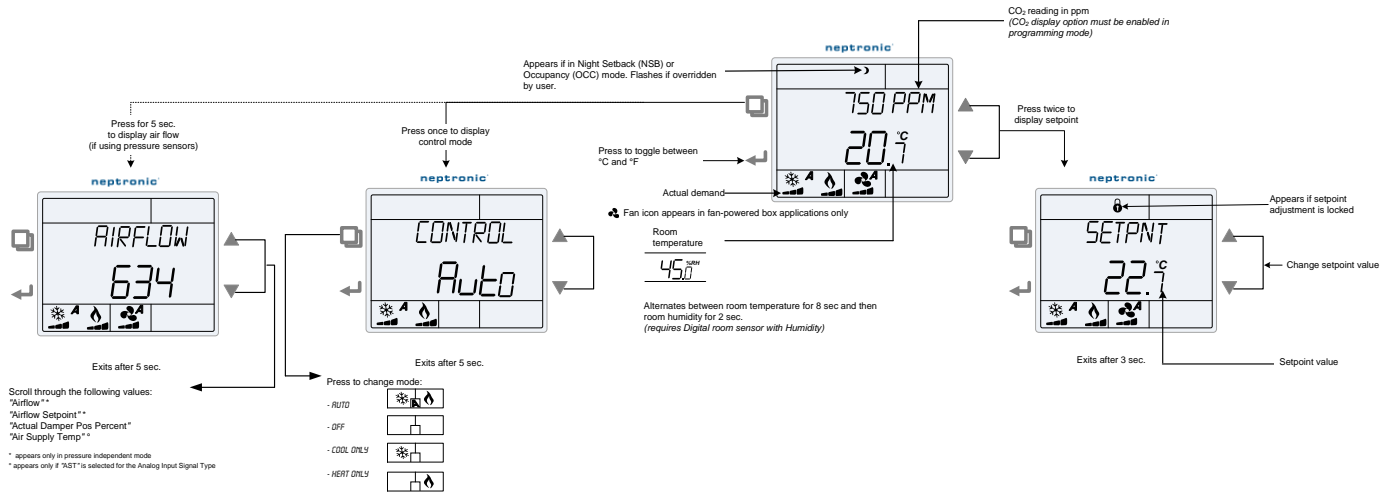 CO₂ reading in ppm
(CO₂ display option must be enabled in
programming mode)
neptronic
Appears if in Night Setback (NSB) or
Occupancy (OCC) mode. Flashes if overridden
by user.
750 PPM
20.7 °C
A
A
Press for 5 sec.
to display air flow
(if using pressure sensors)
Press once to display
control mode
Press to toggle between
°C and °F
Actual demand
Fan icon appears in fan-powered box applications only
Room
temperature
45.0 %RH
Alternates between room temperature for 8 sec and then
room humidity for 2 sec.
(requires Digital room sensor with Humidity)
Press twice to
display setpoint
neptronic
AIRFLOW
634
A
A
Exits after 5 sec.
Scroll through the following values:
"Airflow"*
"Airflow Setpoint"*
"Actual Damper Pos Percent"
"Air Supply Temp"°
* appears only in pressure independent mode
° appears only if "AST" is selected for the Analog Input Signal Type
neptronic
CONTROL
Auto
A
Exits after 5 sec.
Press to change mode:
- AUTO
A
- OFF
- COOL ONLY
- HEAT ONLY
neptronic
SETPNT
22.7 °C
A
A
Appears if setpoint
adjustment is locked
Change setpoint value
Exits after 3 sec.
Setpoint value